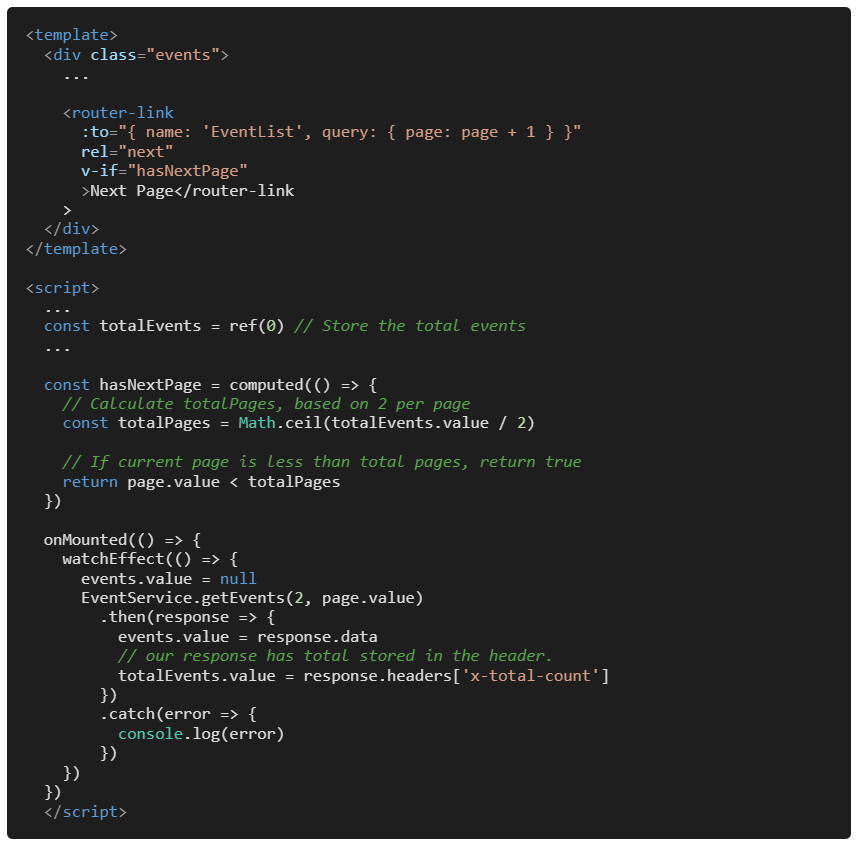 <template>
  <div class="events">
    ...

    <router-link
      :to="{ name: 'EventList', query: { page: page + 1 } }"
      rel="next"
      v-if="hasNextPage"
      >Next Page</router-link
    >
  </div>
</template>

<script>
  ...
  const totalEvents = ref(0) // Store the total events
  ...

  const hasNextPage = computed(() => {
    // Calculate totalPages, based on 2 per page
    const totalPages = Math.ceil(totalEvents.value / 2)

    // If current page is less than total pages, return true
    return page.value < totalPages
  })

  onMounted(() => {
    watchEffect(() => {
      events.value = null
      EventService.getEvents(2, page.value)
        .then(response => {
          events.value = response.data
          // our response has total stored in the header.
          totalEvents.value = response.headers['x-total-count']
        })
        .catch(error => {
          console.log(error)
        })
    })
  })
  </script>